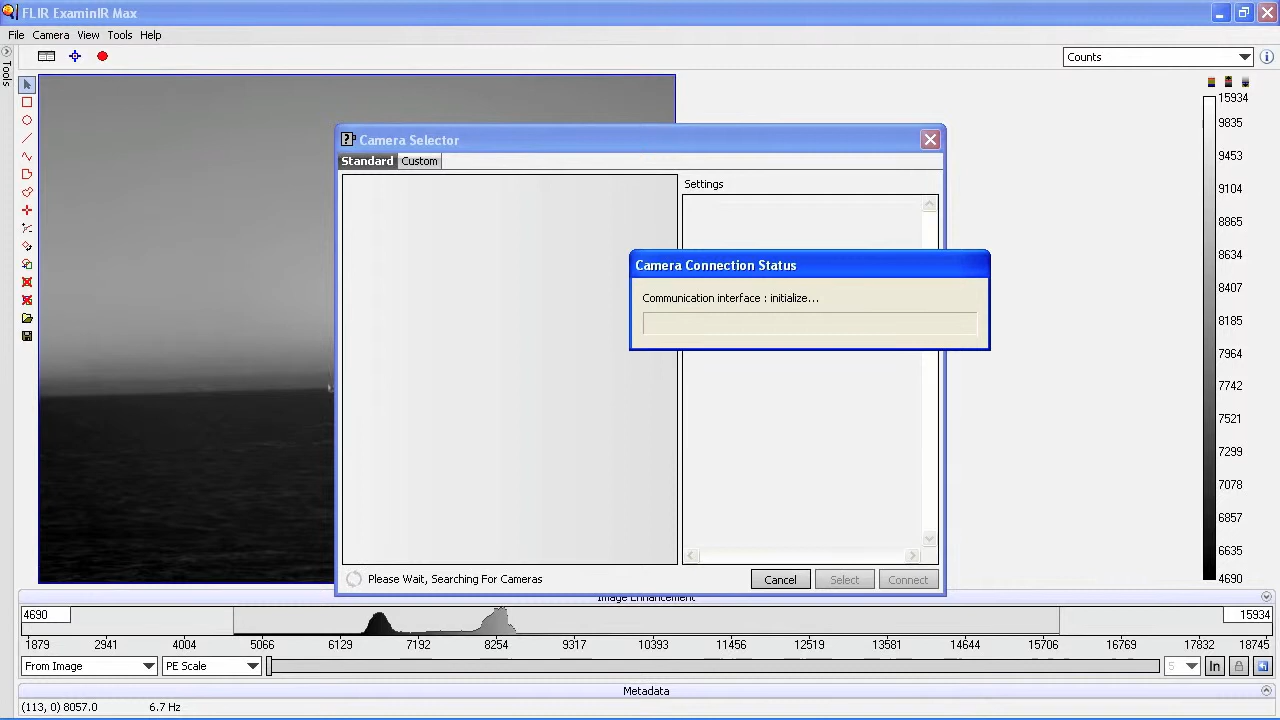 FLIR ExaminIR Max
File Camera View Tools Help
Counts
Tools
15934
9835
9453
9104
8865
8634
8407
8185
7964
7742
7521
7299
7078
6857
6635
4690
Camera Selector
Standard Custom
Settings
Camera Connection Status
Communication interface : initialize...
Please Wait, Searching For Cameras
Cancel Select Connect
Image Enhancement
4690 15934
1879 2941 4004 5066 6129 7192 8254 9317 10393 11456 12519 13581 14644 15706 16769 17832 18745
From Image PE Scale 5 In
Metadata
(113, 0) 8057.0 6.7 Hz